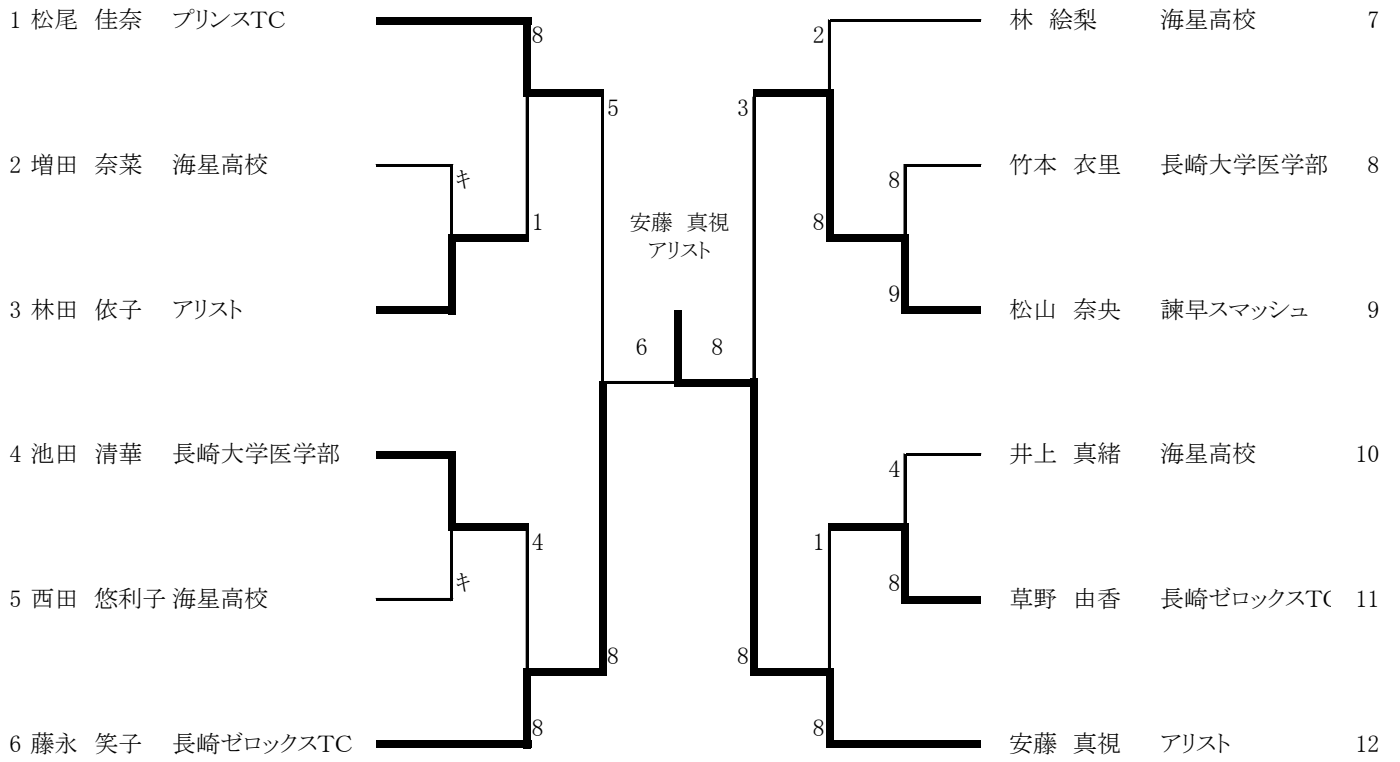 1 松尾 佳奈 プリンスTC
8
2
林 絵梨 海星高校 7
5
3
2 増田 奈菜 海星高校
キ
8
竹本 衣里 長崎大学医学部 8
1
安藤 真視
アリスト
8
3 林田 依子 アリスト
9
松山 奈央 諫早スマッシュ 9
6 8
4 池田 清華 長崎大学医学部
4
井上 真緒 海星高校 10
4
1
5 西田 悠利子 海星高校
キ
8
草野 由香 長崎ゼロックスTC 11
8
8
6 藤永 笑子 長崎ゼロックスTC
8
8
安藤 真視 アリスト 12